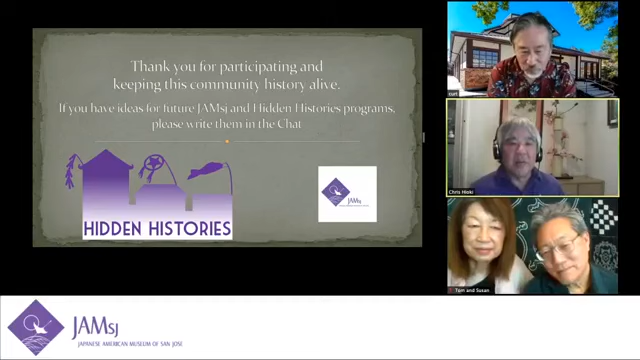 Thank you for participating and
keeping this community history alive.
If you have ideas for future JAMsj and Hidden Histories programs,
please write them in the Chat
HIDDEN HISTORIES
JAMsj
curt
Chris Hioki
Tom and Susan
JAMsj
JAPANESE AMERICAN MUSEUM OF SAN JOSE